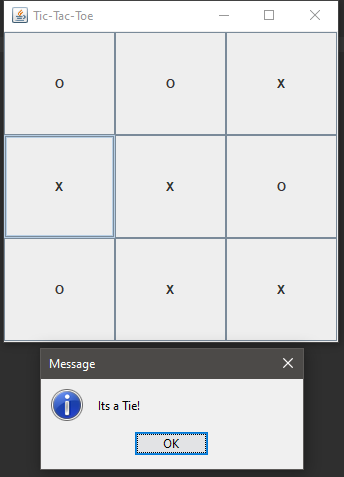 Tic-Tac-Toe
O O X
X X O
O X X
Message
Its a Tie!
OK